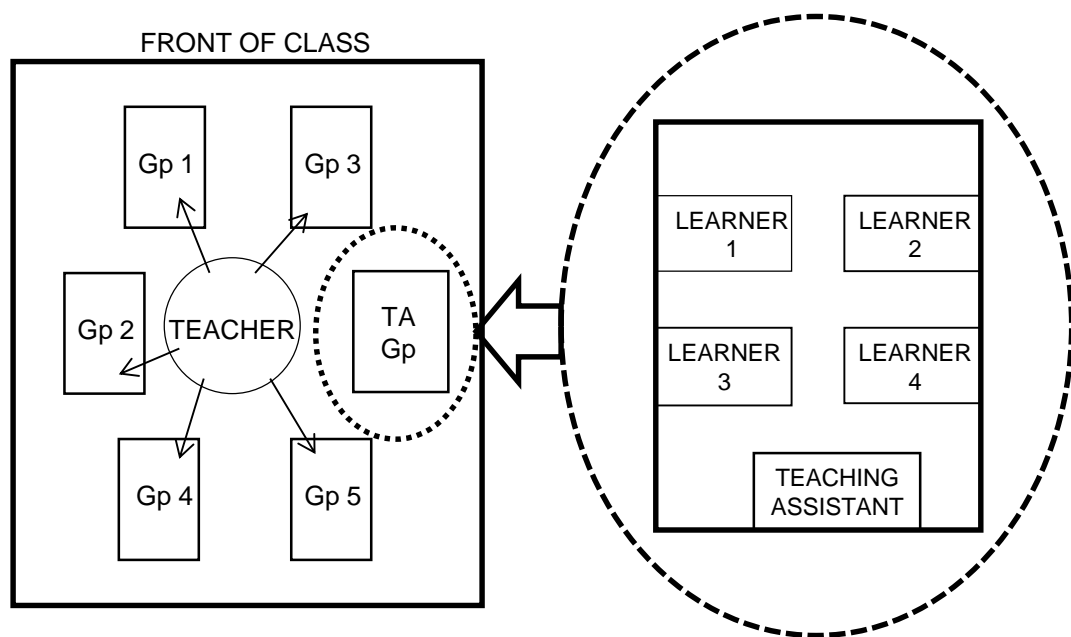 FRONT OF CLASS
Gp 1
Gp 3
Gp 2
TEACHER
TA
Gp
Gp 4
Gp 5
LEARNER
1
LEARNER
2
LEARNER
3
LEARNER
4
TEACHING
ASSISTANT